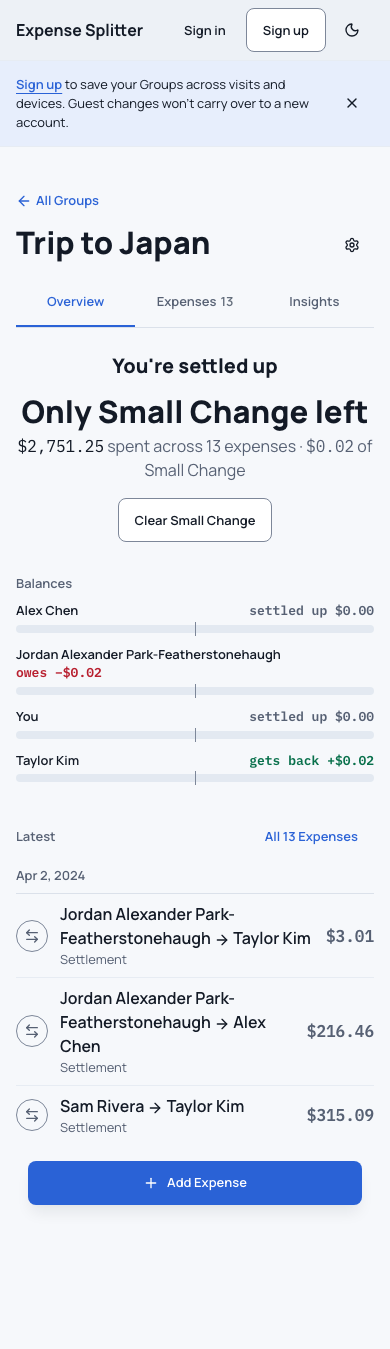 Expense Splitter
Sign in
Sign up
Sign up to save your Groups across visits and
devices. Guest changes won't carry over to a new
account.
All Groups
Trip to Japan
Overview
Expenses 13
Insights
You're settled up
Only Small Change left
$2,751.25 spent across 13 expenses · $0.02 of
Small Change
Clear Small Change
Balances
Alex Chen
settled up $0.00
Jordan Alexander Park-Featherstonehaugh
owes −$0.02
You
settled up $0.00
Taylor Kim
gets back +$0.02
Latest
All 13 Expenses
Apr 2, 2024
Jordan Alexander Park-
Featherstonehaugh → Taylor Kim
$3.01
Settlement
Jordan Alexander Park-
Featherstonehaugh → Alex
Chen
$216.46
Settlement
Sam Rivera → Taylor Kim
$315.09
Settlement
Add Expense